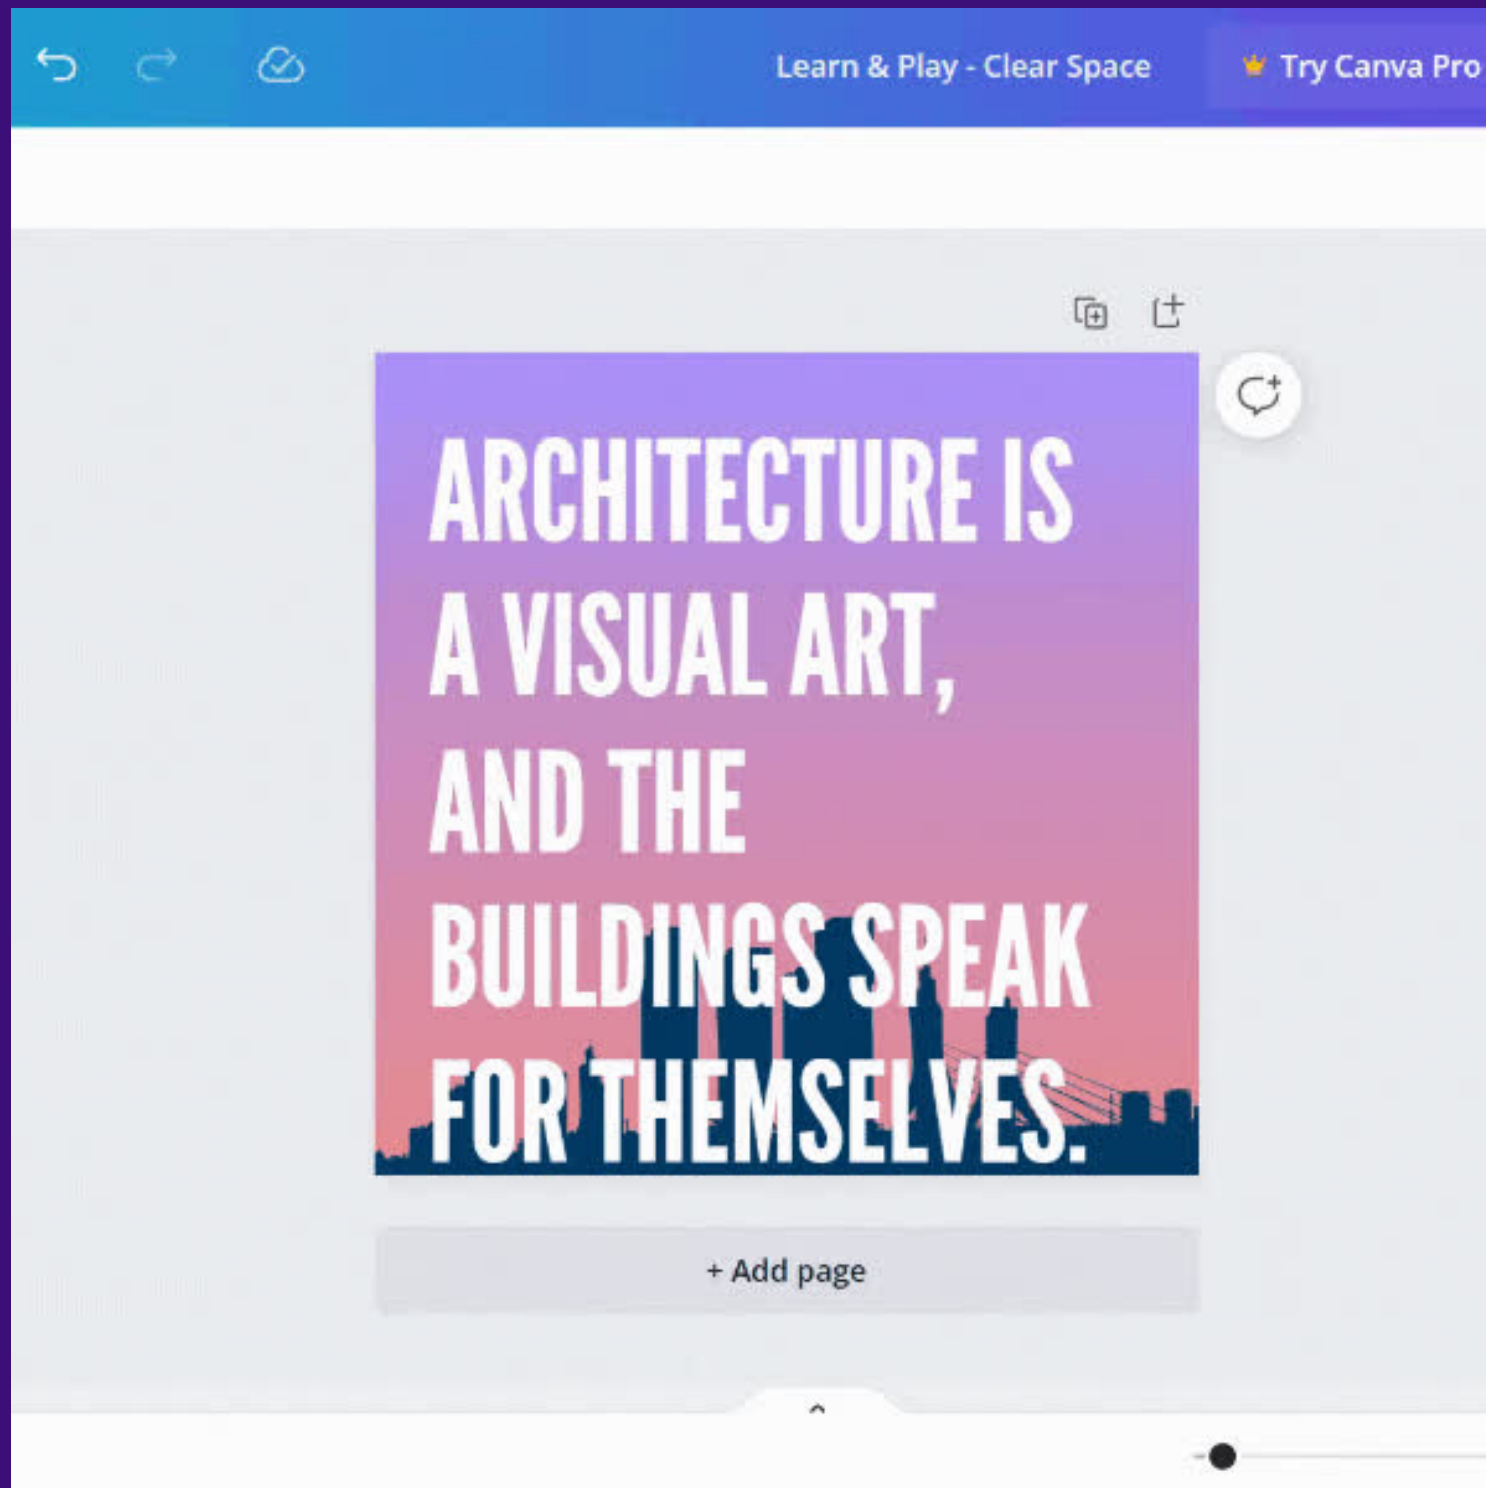 Learn & Play - Clear Space
Try Canva Pro
ARCHITECTURE IS
A VISUAL ART,
AND THE
BUILDINGS SPEAK
FOR THEMSELVES.
+ Add page